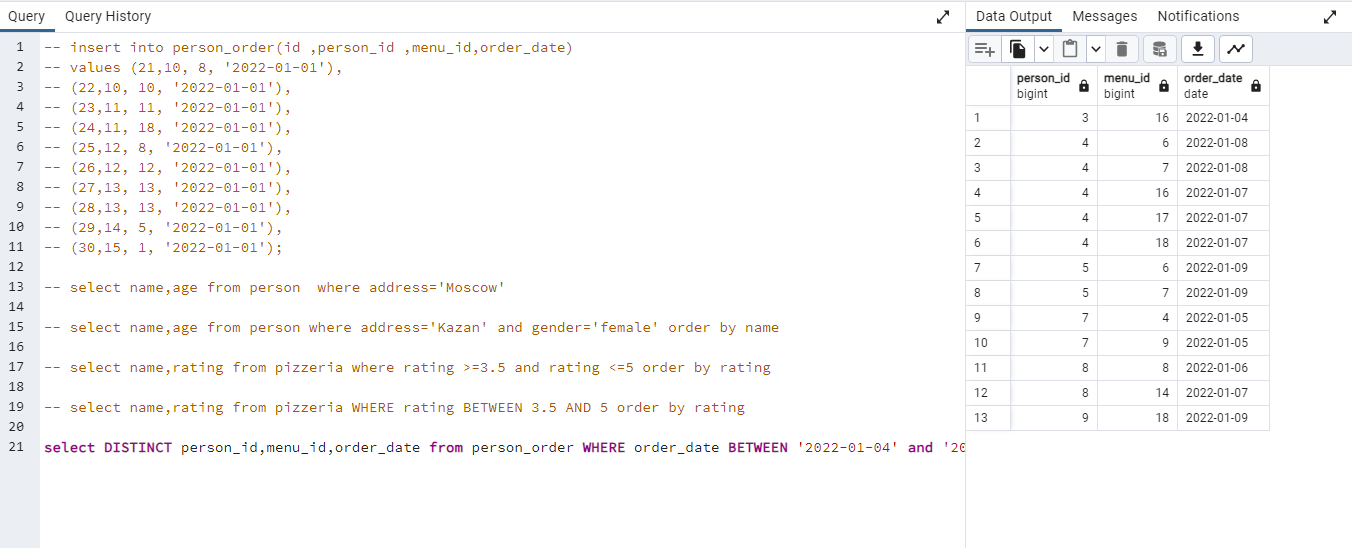 Query Query History
1 -- insert into person_order(id ,person_id ,menu_id,order_date)
2 -- values (21,10, 8, '2022-01-01'),
3 -- (22,10, 10, '2022-01-01'),
4 -- (23,11, 11, '2022-01-01'),
5 -- (24,11, 18, '2022-01-01'),
6 -- (25,12, 8, '2022-01-01'),
7 -- (26,12, 12, '2022-01-01'),
8 -- (27,13, 13, '2022-01-01'),
9 -- (28,13, 13, '2022-01-01'),
10 -- (29,14, 5, '2022-01-01'),
11 -- (30,15, 1, '2022-01-01');
12
13 -- select name,age from person  where address='Moscow'
14
15 -- select name,age from person where address='Kazan' and gender='female' order by name
16
17 -- select name,rating from pizzeria where rating >=3.5 and rating <=5 order by rating
18
19 -- select name,rating from pizzeria WHERE rating BETWEEN 3.5 AND 5 order by rating
20
21 select DISTINCT person_id,menu_id,order_date from person_order WHERE order_date BETWEEN '2022-01-04' and '20
Data Output Messages Notifications
person_id menu_id order_date
bigint bigint date
1 3 16 2022-01-04
2 4 6 2022-01-08
3 4 7 2022-01-08
4 4 16 2022-01-07
5 4 17 2022-01-07
6 4 18 2022-01-07
7 5 6 2022-01-09
8 5 7 2022-01-09
9 7 4 2022-01-05
10 7 9 2022-01-05
11 8 8 2022-01-06
12 8 14 2022-01-07
13 9 18 2022-01-09